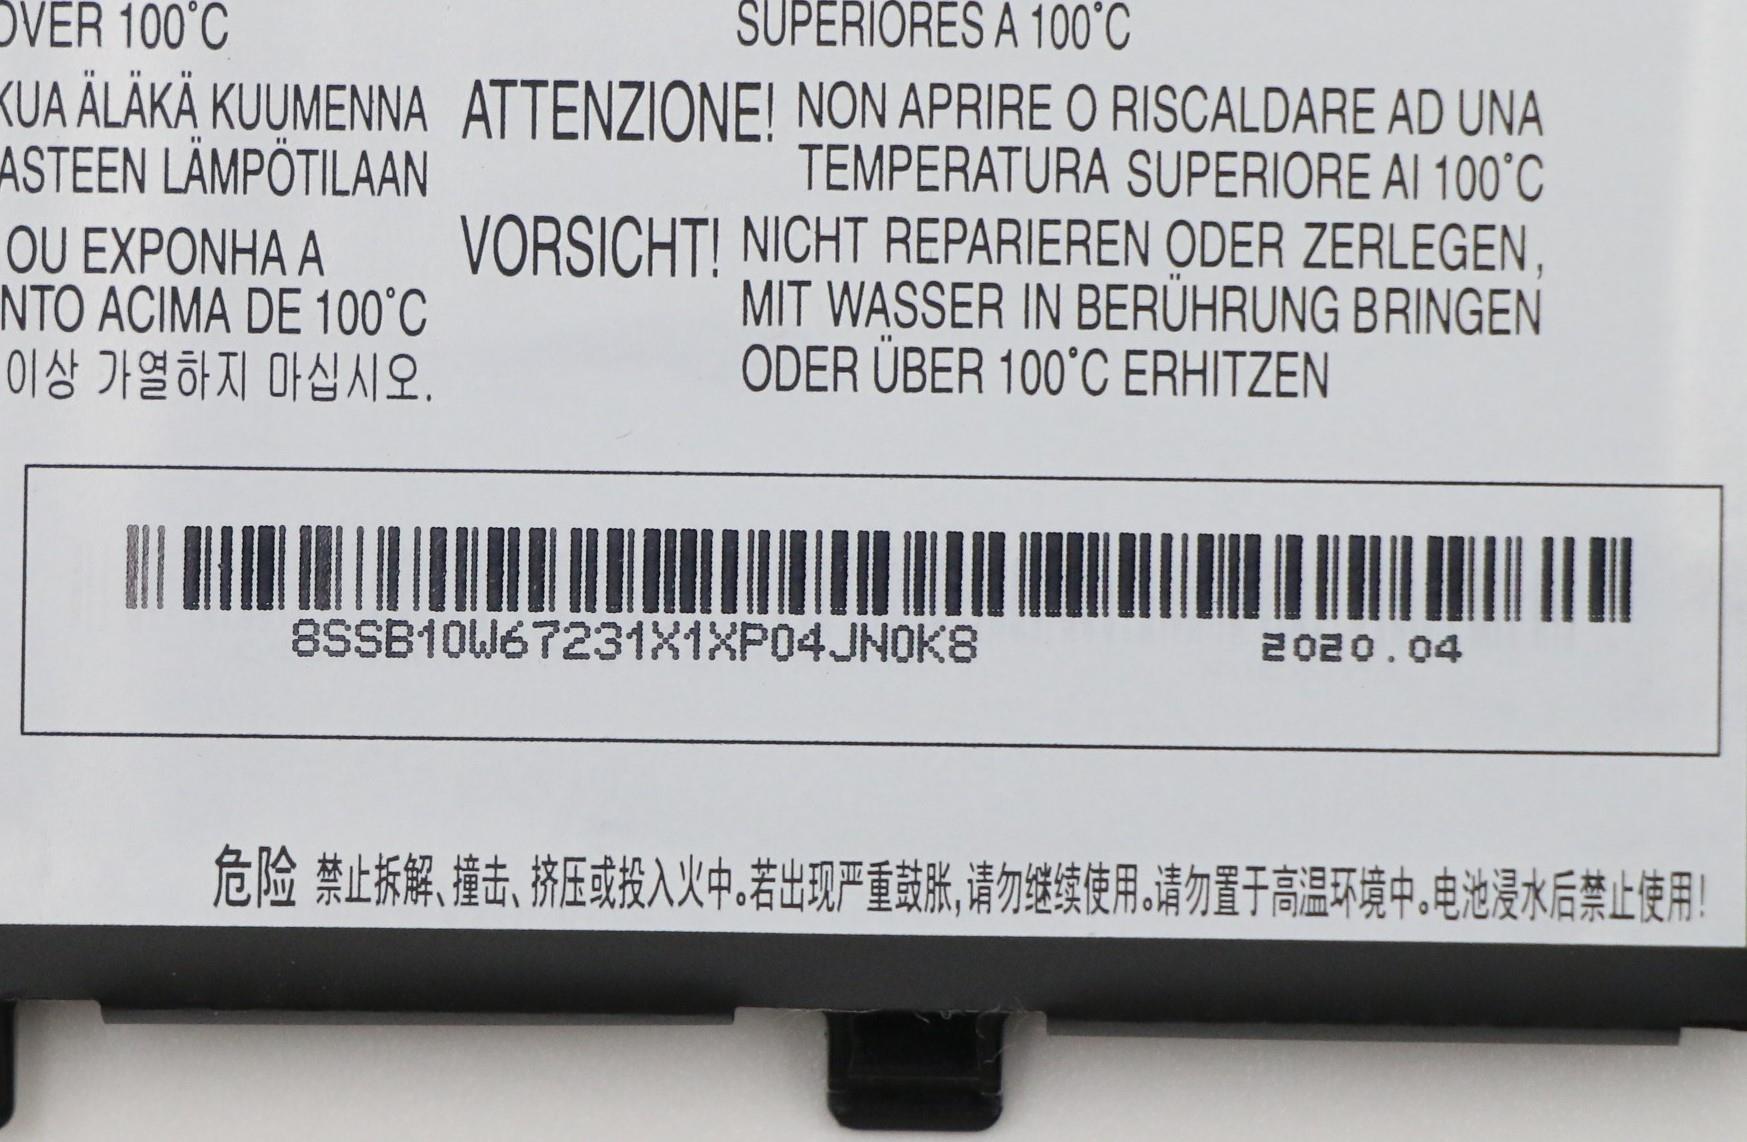 OVER 100°C
KUA ÄLÄKÄ KUUMENNA
ASTEEN LÄMPÖTILAAN
OU EXPONHA A
NTO ACIMA DE 100°C
이상 가열하지 마십시오.
SUPERIORES A 100°C
ATTENZIONE! NON APRIRE O RISCALDARE AD UNA
TEMPERATURA SUPERIORE AI 100°C
VORSICHT! NICHT REPARIEREN ODER ZERLEGEN,
MIT WASSER IN BERÜHRUNG BRINGEN
ODER ÜBER 100°C ERHITZEN
8SSB10W67231X1XP04JN0K8 2020.04
危险 禁止拆解、撞击、挤压或投入火中。若出现严重鼓胀,请勿继续使用。请勿置于高温环境中。电池浸水后禁止使用!